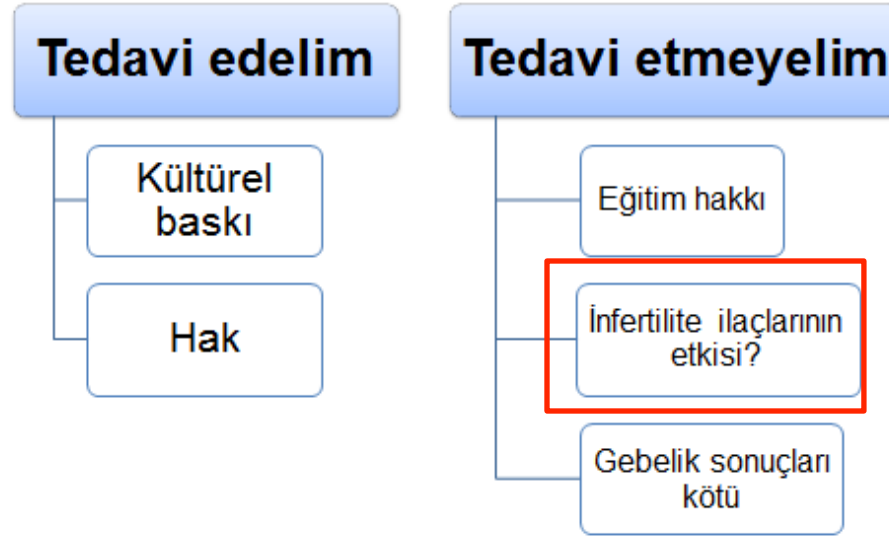 Tedavi edelim
Kültürel
baskı
Hak
Tedavi etmeyelim
Eğitim hakkı
İnfertilite ilaçlarının
etkisi?
Gebelik sonuçları
kötü